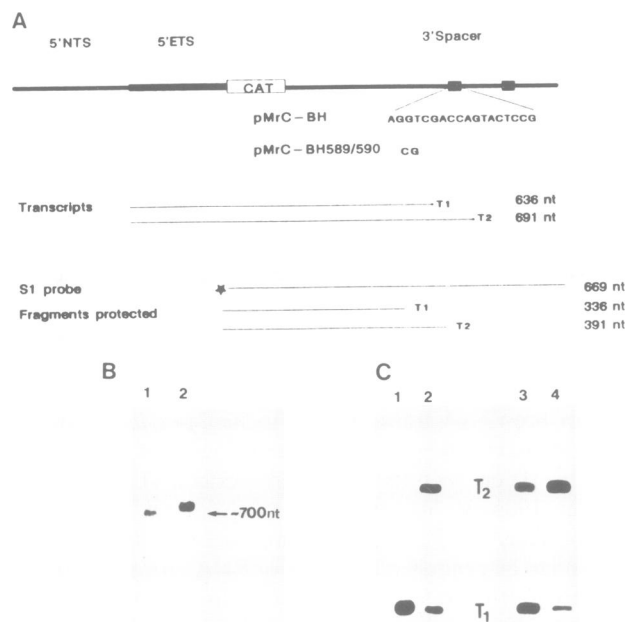 A
5'NTS 5'ETS 3'Spacer
CAT
pMrC–BH AGGTCGACCAGTACTCCG
pMrC–BH589/590 CG
Transcripts T1 636 nt
T2 691 nt
S1 probe 669 nt
Fragments protected T1 336 nt
T2 391 nt
B C
1 2 1 2 3 4
T2
~700nt
T1